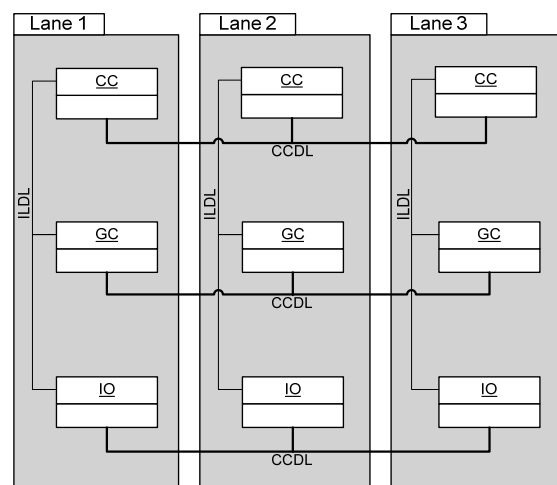 Lane 1
Lane 2
Lane 3
CC
CC
CC
CCDL
ILDL
ILDL
ILDL
GC
GC
GC
CCDL
IO
IO
IO
CCDL